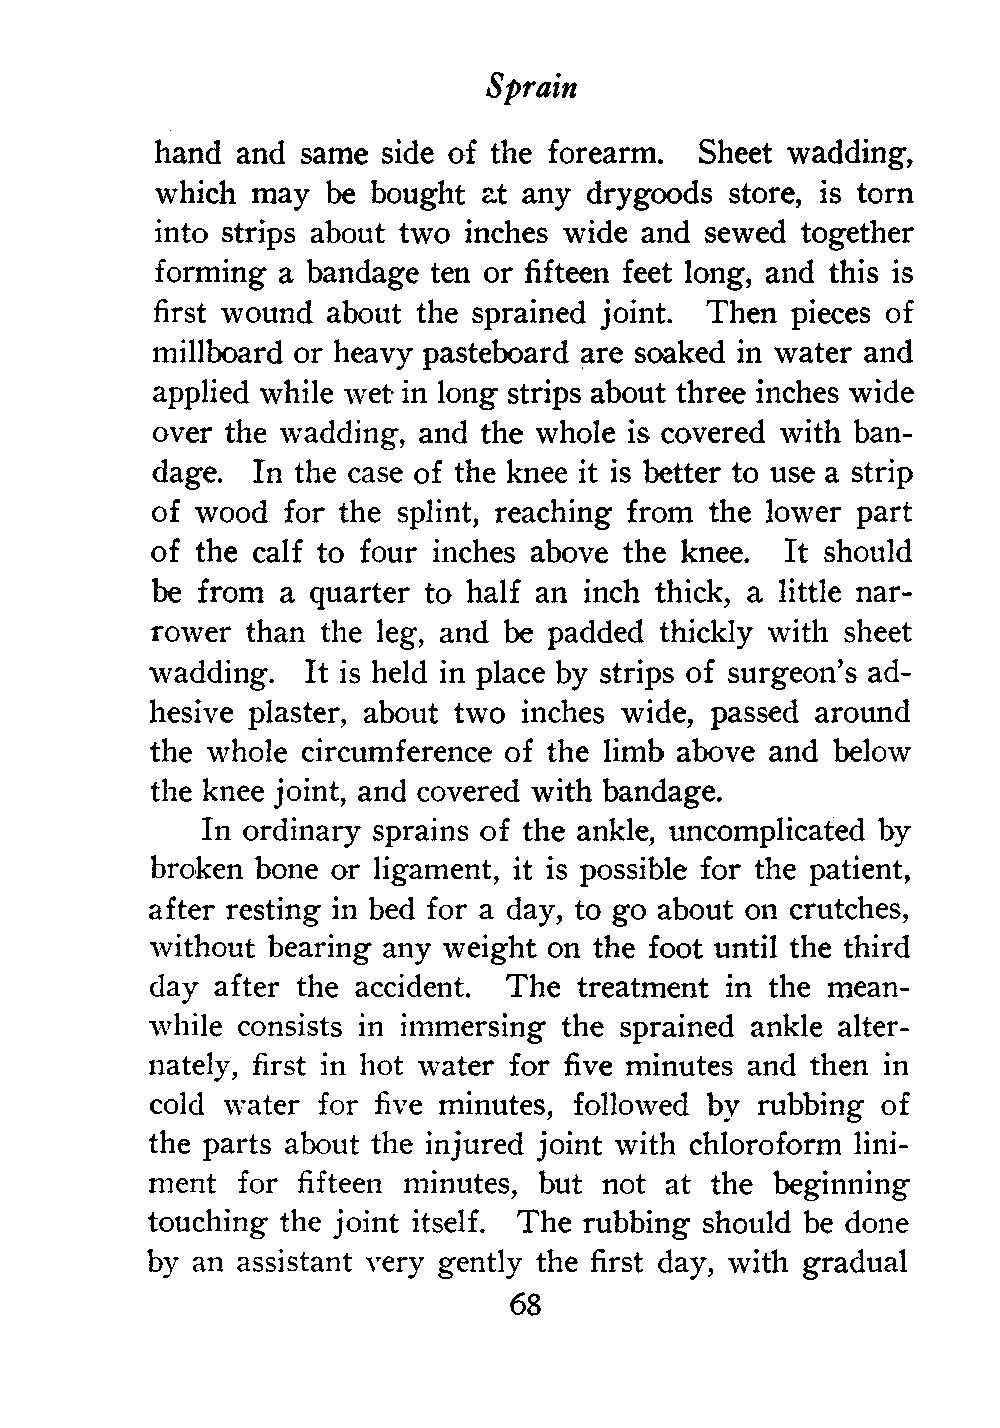 Sprain
hand and same side of the forearm. Sheet wadding,
which may be bought at any drygoods store, is torn
into strips about two inches wide and sewed together
forming a bandage ten or fifteen feet long, and this is
first wound about the sprained joint. Then pieces of
millboard or heavy pasteboard are soaked in water and
applied while wet in long strips about three inches wide
over the wadding, and the whole is covered with ban-
dage. In the case of the knee it is better to use a strip
of wood for the splint, reaching from the lower part
of the calf to four inches above the knee. It should
be from a quarter to half an inch thick, a little nar-
rower than the leg, and be padded thickly with sheet
wadding. It is held in place by strips of surgeon's ad-
hesive plaster, about two inches wide, passed around
the whole circumference of the limb above and below
the knee joint, and covered with bandage.
In ordinary sprains of the ankle, uncomplicated by
broken bone or ligament, it is possible for the patient,
after resting in bed for a day, to go about on crutches,
without bearing any weight on the foot until the third
day after the accident. The treatment in the mean-
while consists in immersing the sprained ankle alter-
nately, first in hot water for five minutes and then in
cold water for five minutes, followed by rubbing of
the parts about the injured joint with chloroform lini-
ment for fifteen minutes, but not at the beginning
touching the joint itself. The rubbing should be done
by an assistant very gently the first day, with gradual
68